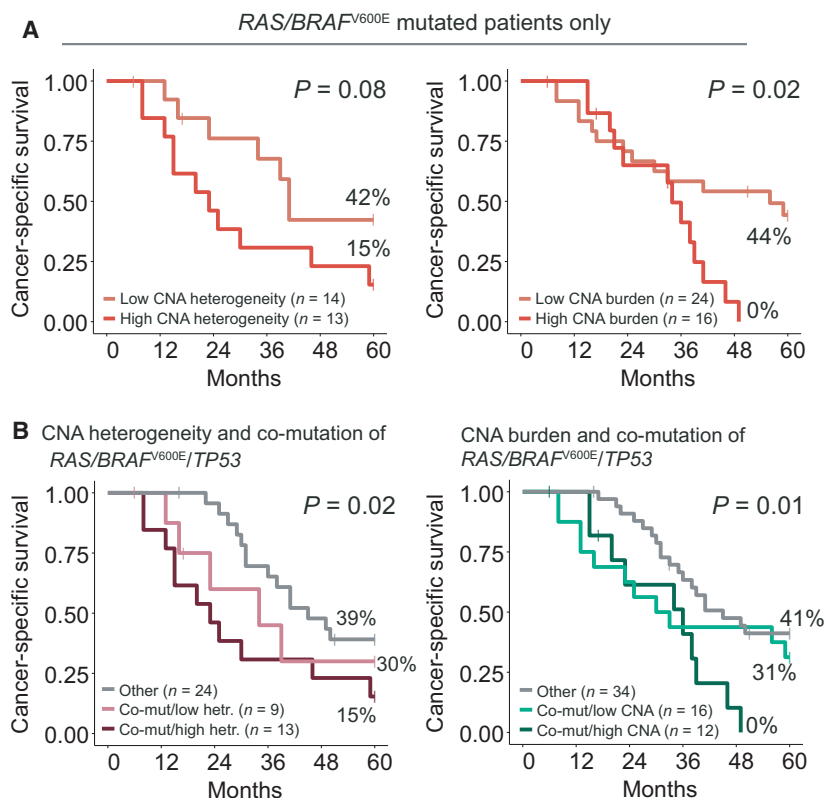 A
RAS/BRAFV600E mutated patients only
Cancer-specific survival
1.00
0.75
0.50
0.25
0.00
P = 0.08
42%
15%
Low CNA heterogeneity (n = 14)
High CNA heterogeneity (n = 13)
0 12 24 36 48 60
Months
Cancer-specific survival
1.00
0.75
0.50
0.25
0.00
P = 0.02
44%
0%
Low CNA burden (n = 24)
High CNA burden (n = 16)
0 12 24 36 48 60
Months
B
CNA heterogeneity and co-mutation of
RAS/BRAFV600E/TP53
Cancer-specific survival
1.00
0.75
0.50
0.25
0.00
P = 0.02
39%
30%
15%
Other (n = 24)
Co-mut/low hetr. (n = 9)
Co-mut/high hetr. (n = 13)
0 12 24 36 48 60
Months
CNA burden and co-mutation of
RAS/BRAFV600E/TP53
Cancer-specific survival
1.00
0.75
0.50
0.25
0.00
P = 0.01
41%
31%
0%
Other (n = 34)
Co-mut/low CNA (n = 16)
Co-mut/high CNA (n = 12)
0 12 24 36 48 60
Months